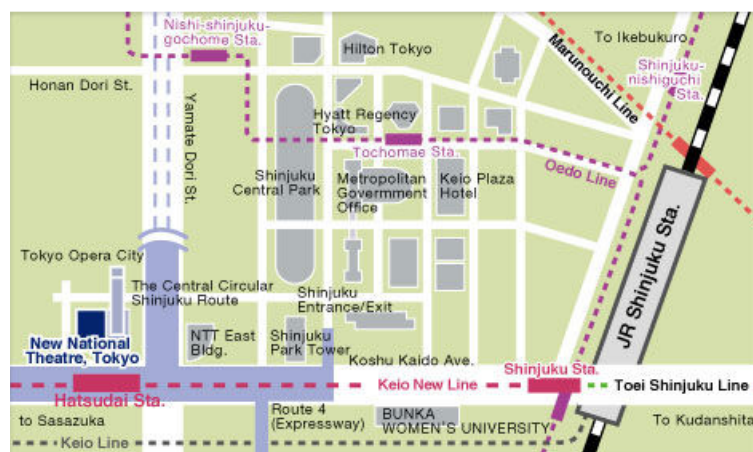 Nishi-shinjuku-
gochome Sta.
Hilton Tokyo
To Ikebukuro
Marunouchi Line
Shinjuku-
nishiguchi
Sta.
Honan Dori St.
Yamate Dori St.
Hyatt Regency
Tokyo
Tochomae Sta.
Oedo Line
Shinjuku
Central Park
Metropolitan
Govermment
Office
Keio Plaza
Hotel
JR Shinjuku Sta.
Tokyo Opera City
The Central Circular
Shinjuku Route
Shinjuku
Entrance/Exit
New National
Theatre, Tokyo
NTT East
Bldg.
Shinjuku
Park Tower
Koshu Kaido Ave.
Shinjuku Sta.
Keio New Line
Toei Shinjuku Line
Hatsudai Sta.
to Sasazuka
Route 4
(Expressway)
BUNKA
WOMEN'S UNIVERSITY
To Kudanshita
Keio Line